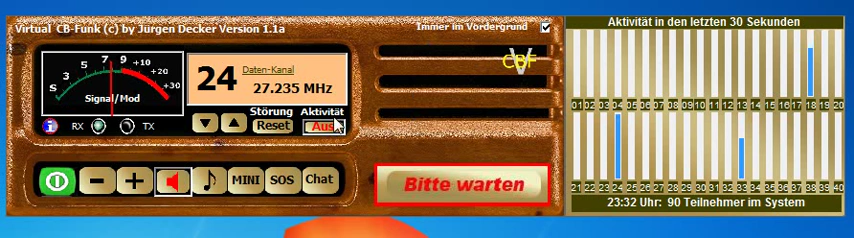 Virtual CB-Funk (c) by Jürgen Decker Version 1.1a
Immer im Vordergrund
S 3 5 7 9 +10 +20 +30
Signal/Mod
RX TX
24
Daten-Kanal
27.235 MHz
Störung
Aktivität
Reset
Aus
V
CBF
MINI
SOS
Chat
Bitte warten
Aktivität in den letzten 30 Sekunden
01 02 03 04 05 06 07 08 09 10 11 12 13 14 15 16 17 18 19 20
21 22 23 24 25 26 27 28 29 30 31 32 33 34 35 36 37 38 39 40
23:32 Uhr: 90 Teilnehmer im System